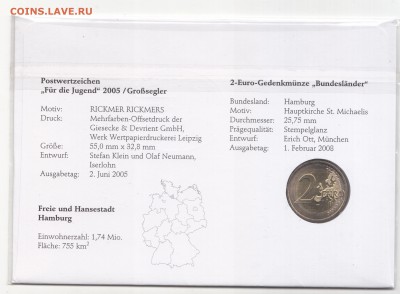 COINS.LAVE.RU
Postwertzeichen
„Für die Jugend" 2005 / Großsegler
Motiv: RICKMER RICKMERS
Druck: Mehrfarben-Offsetdruck der
Giesecke & Devrient GmbH,
Werk Wertpapierdruckerei Leipzig
Größe: 55,0 mm x 32,8 mm
Entwurf: Stefan Klein und Olaf Neumann,
Iserlohn
Ausgabetag: 2. Juni 2005
Freie und Hansestadt
Hamburg
Einwohnerzahl: 1,74 Mio.
Fläche: 755 km²
2-Euro-Gedenkmünze „Bundesländer"
Bundesland: Hamburg
Motiv: Hauptkirche St. Michaelis
Durchmesser: 25,75 mm
Prägequalität: Stempelglanz
Entwurf: Erich Ott, München
Ausgabetag: 1. Februar 2008
2 EURO